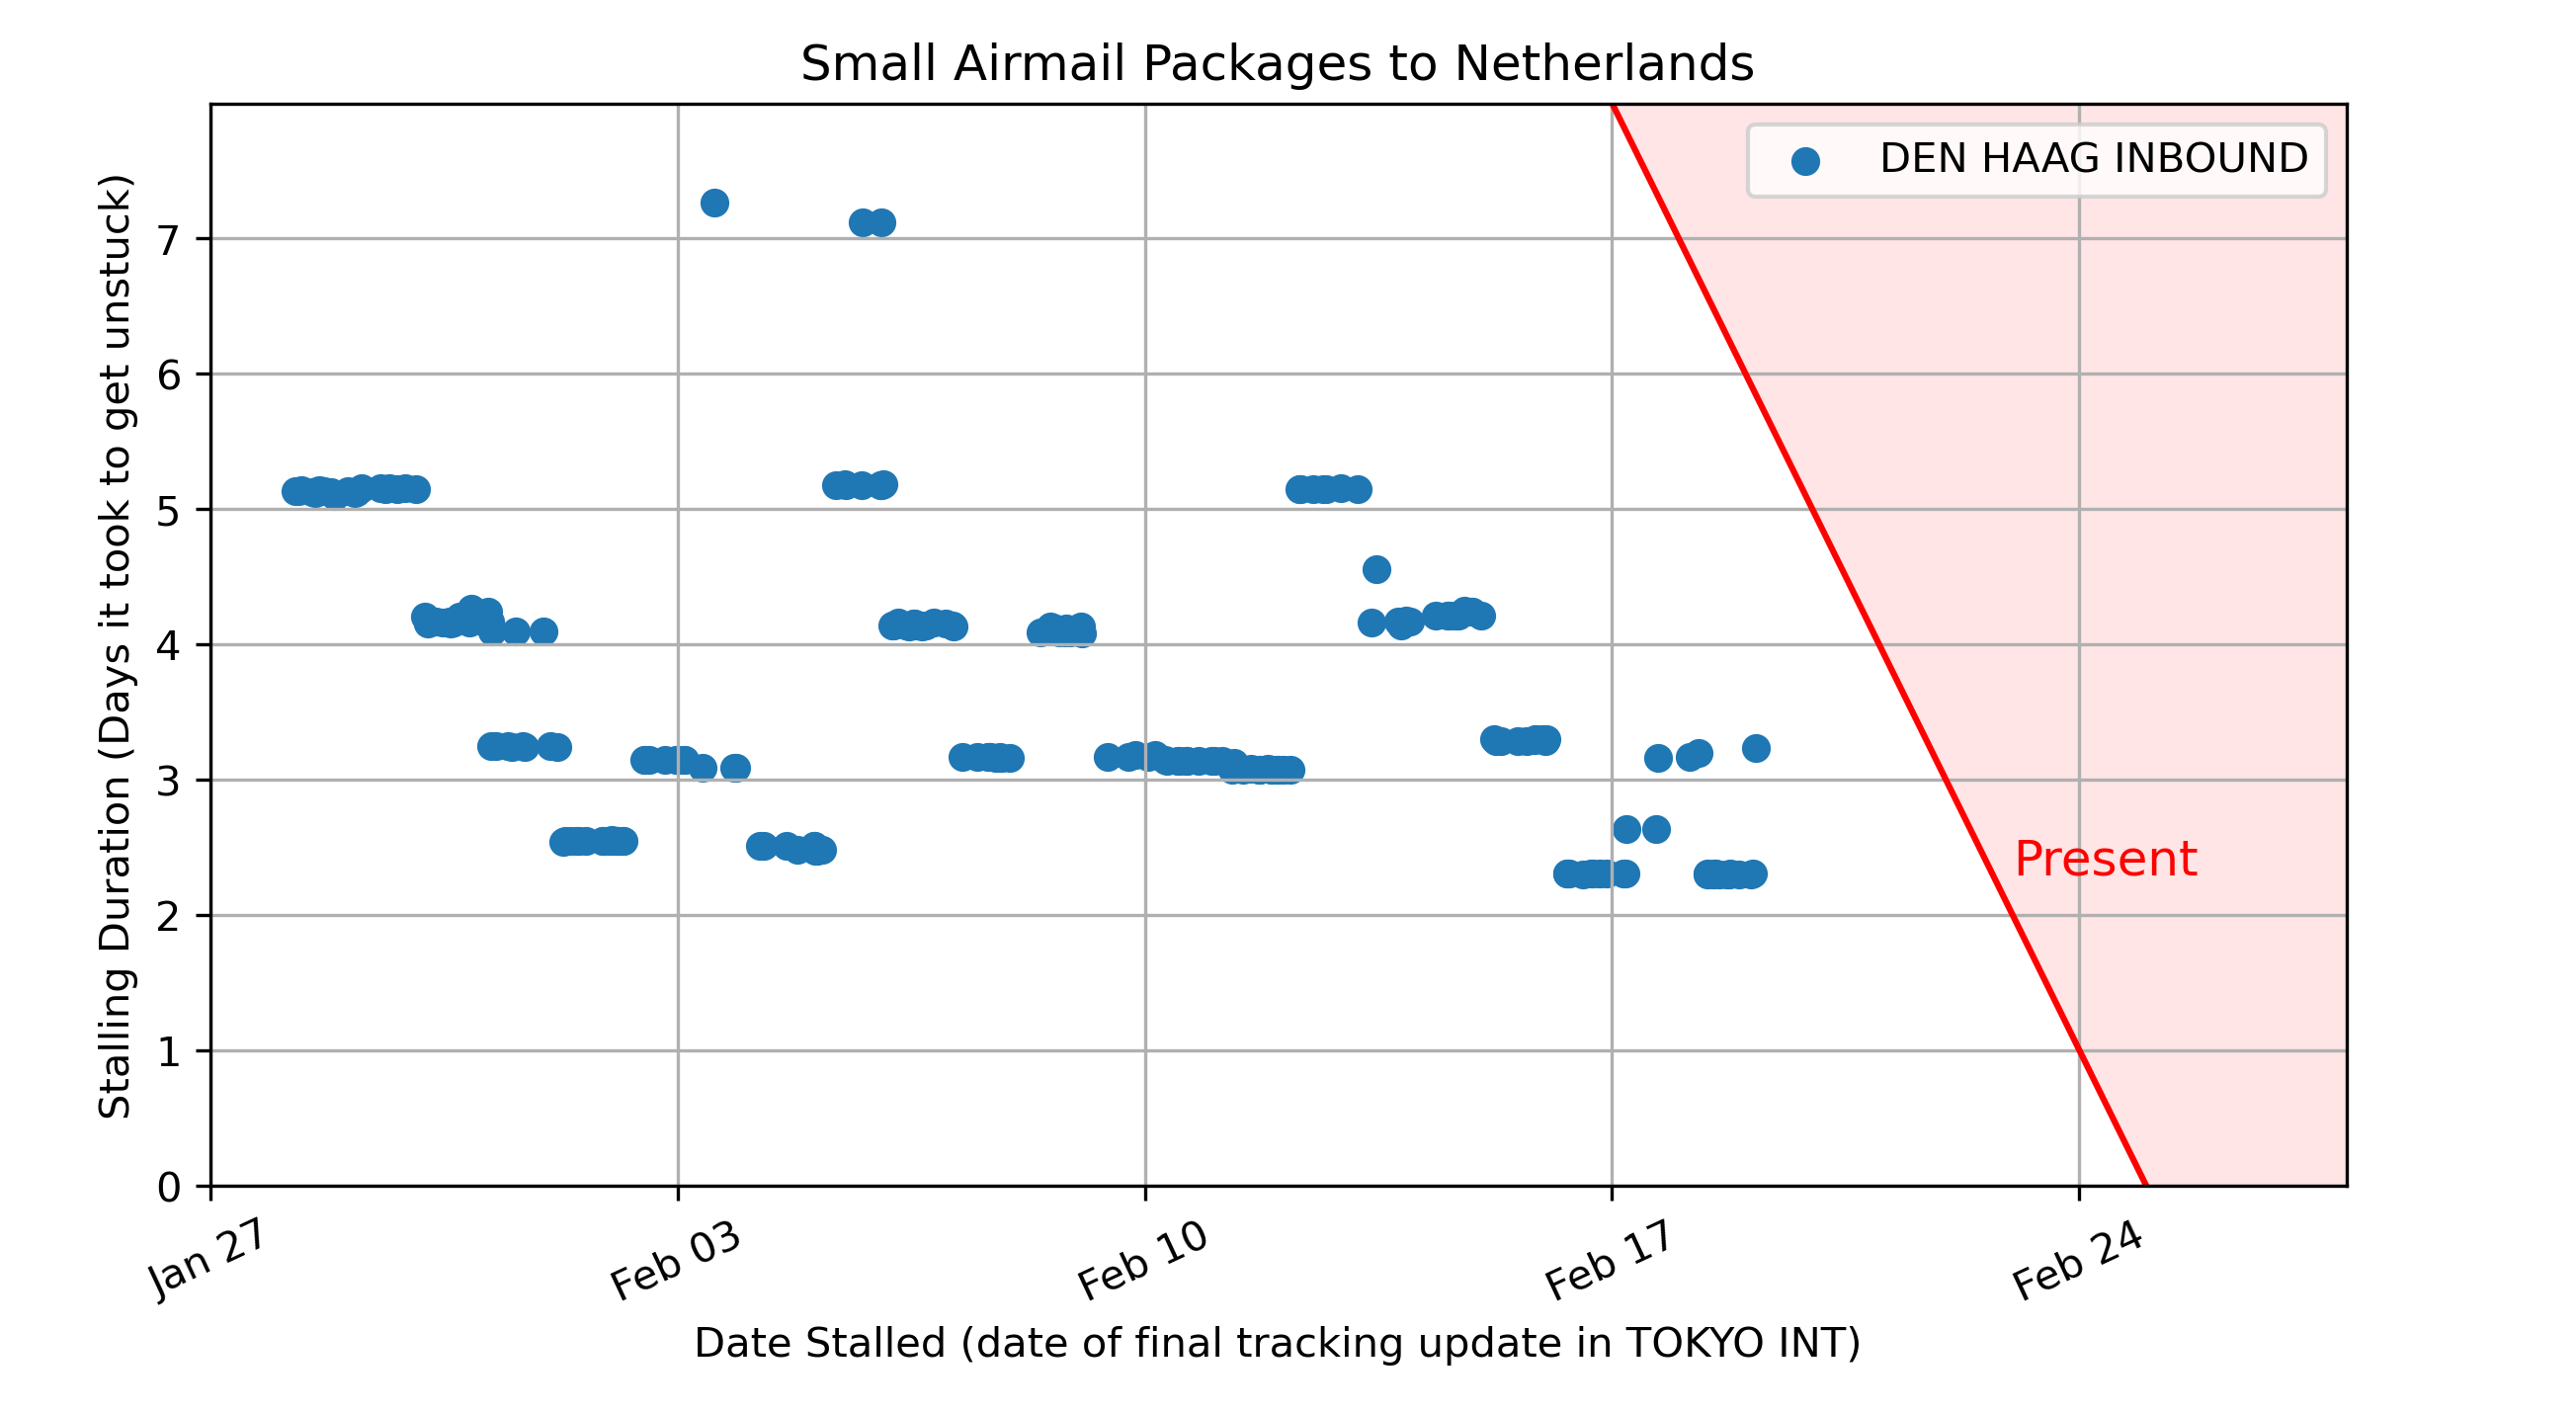 Small Airmail Packages to Netherlands
DEN HAAG INBOUND
Stalling Duration (Days it took to get unstuck)
7
6
5
4
3
2
1
0
Present
Jan 27
Feb 03
Feb 10
Feb 17
Feb 24
Date Stalled (date of final tracking update in TOKYO INT)